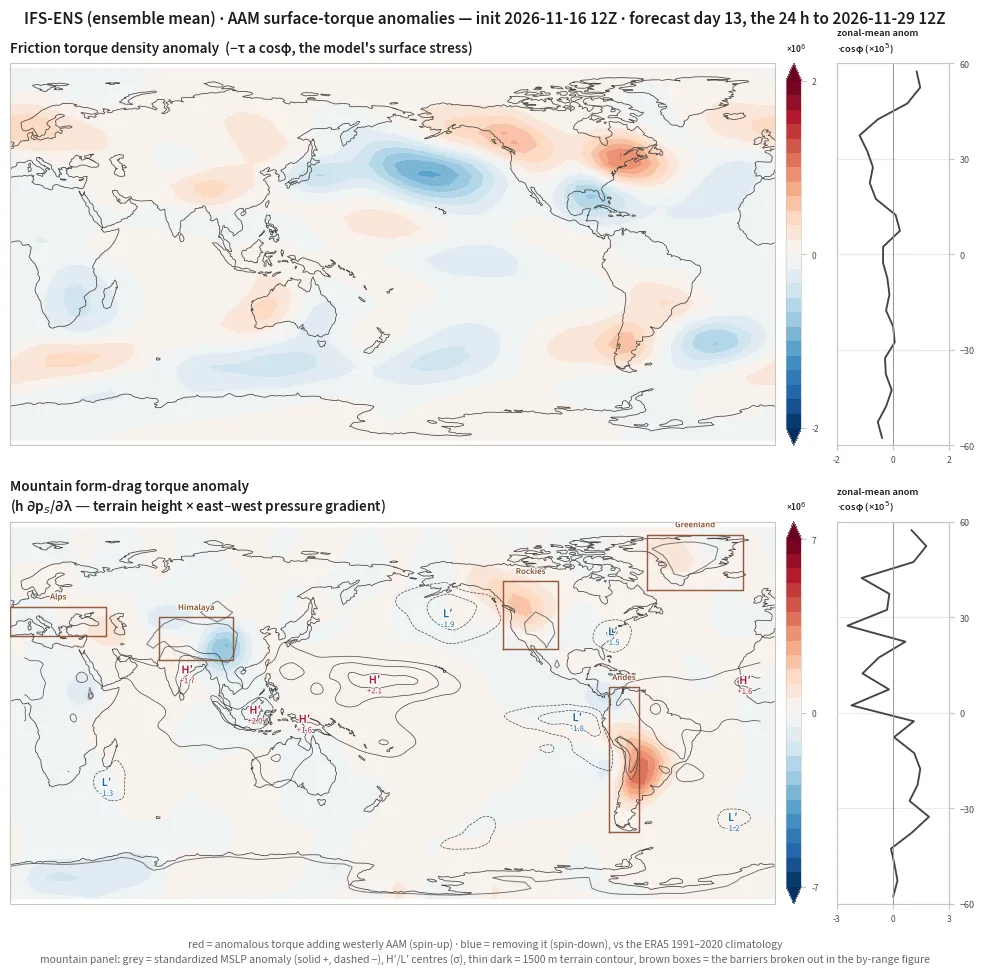 IFS-ENS (ensemble mean) · AAM surface-torque anomalies — init 2026-11-16 12Z · forecast day 13, the 24 h to 2026-11-29 12Z
Friction torque density anomaly (−τ a cosϕ, the model's surface stress)
×10⁶
2
0
-2
zonal-mean anom
·cosϕ (×10⁵)
60
30
0
−30
−60
-2
0
2
Mountain form-drag torque anomaly
(h ∂pₛ/∂λ — terrain height × east–west pressure gradient)
×10⁶
7
0
-7
zonal-mean anom
·cosϕ (×10⁵)
60
30
0
−30
−60
-3
0
3
Greenland
Rockies
Alps
Himalaya
Andes
L′
-1.9
L′
-1.5
H′
+1.7
H′
+2.1
H′
+1.6
H′
+2.0
H′
+1.6
L′
-1.8
L′
-1.3
L′
-1.2
red = anomalous torque adding westerly AAM (spin-up) · blue = removing it (spin-down), vs the ERA5 1991–2020 climatology
mountain panel: grey = standardized MSLP anomaly (solid +, dashed −), H′/L′ centres (σ), thin dark = 1500 m terrain contour, brown boxes = the barriers broken out in the by-range figure